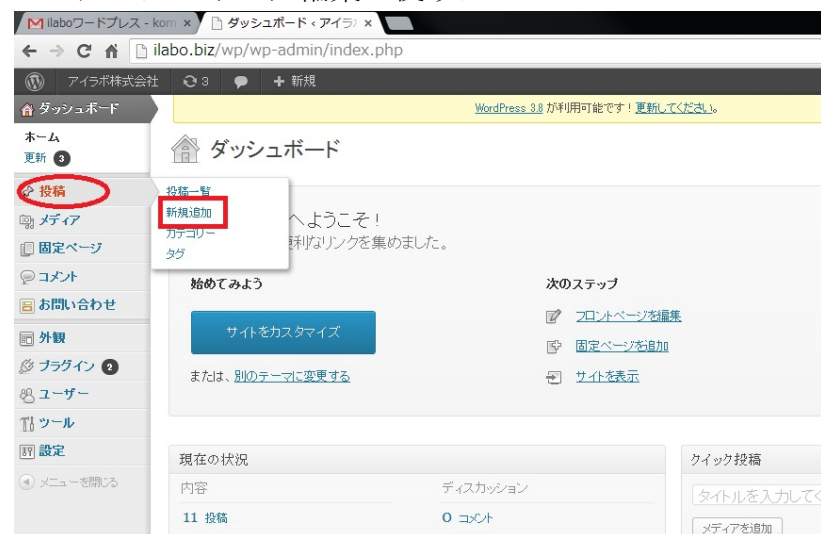 ilaboワードプレス - kom ×
ダッシュボード ‹ アイラ ×
ilabo.biz/wp/wp-admin/index.php
アイラボ株式会社 3 + 新規
ダッシュボード
WordPress 3.8 が利用可能です ! 更新してください。
ホーム
更新 3
ダッシュボード
投稿
投稿一覧
新規追加
カテゴリー
タグ
メディア
固定ページ
コメント
お問い合わせ
外観
プラグイン 2
ユーザー
ツール
設定
メニューを閉じる
へようこそ !
便利なリンクを集めました。
始めてみよう
サイトをカスタマイズ
または、別のテーマに変更する
次のステップ
フロントページを編集
固定ページを追加
サイトを表示
現在の状況
内容
ディスカッション
11 投稿
0 コメント
クイック投稿
タイトルを入力して
メディアを追加